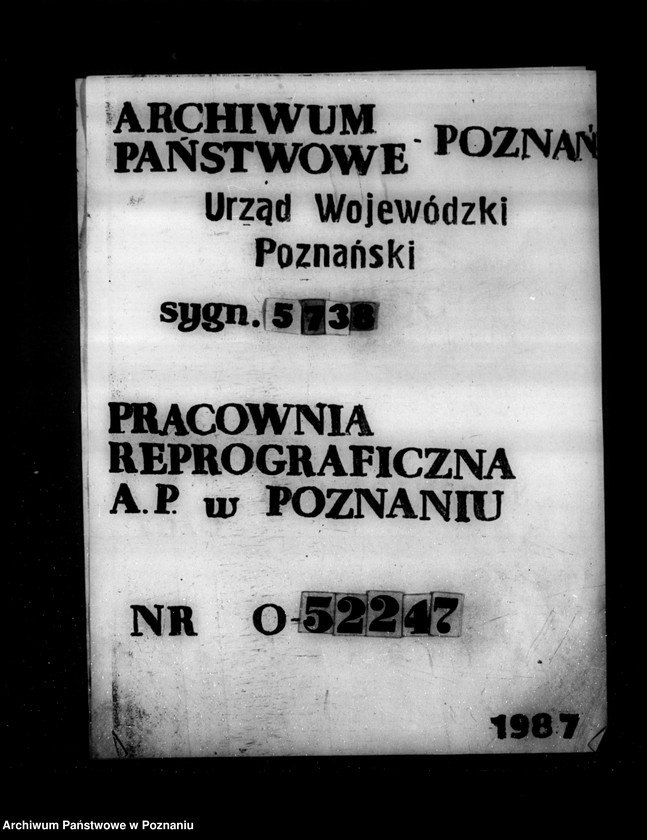 ARCHIWUM
PAŃSTWOWE - POZNAŃ
Urząd Wojewódzki
Poznański
sygn. 5738
PRACOWNIA
REPROGRAFICZNA
A.P. w POZNANIU
NR O-52247
1987
Archiwum Państwowe w Poznaniu